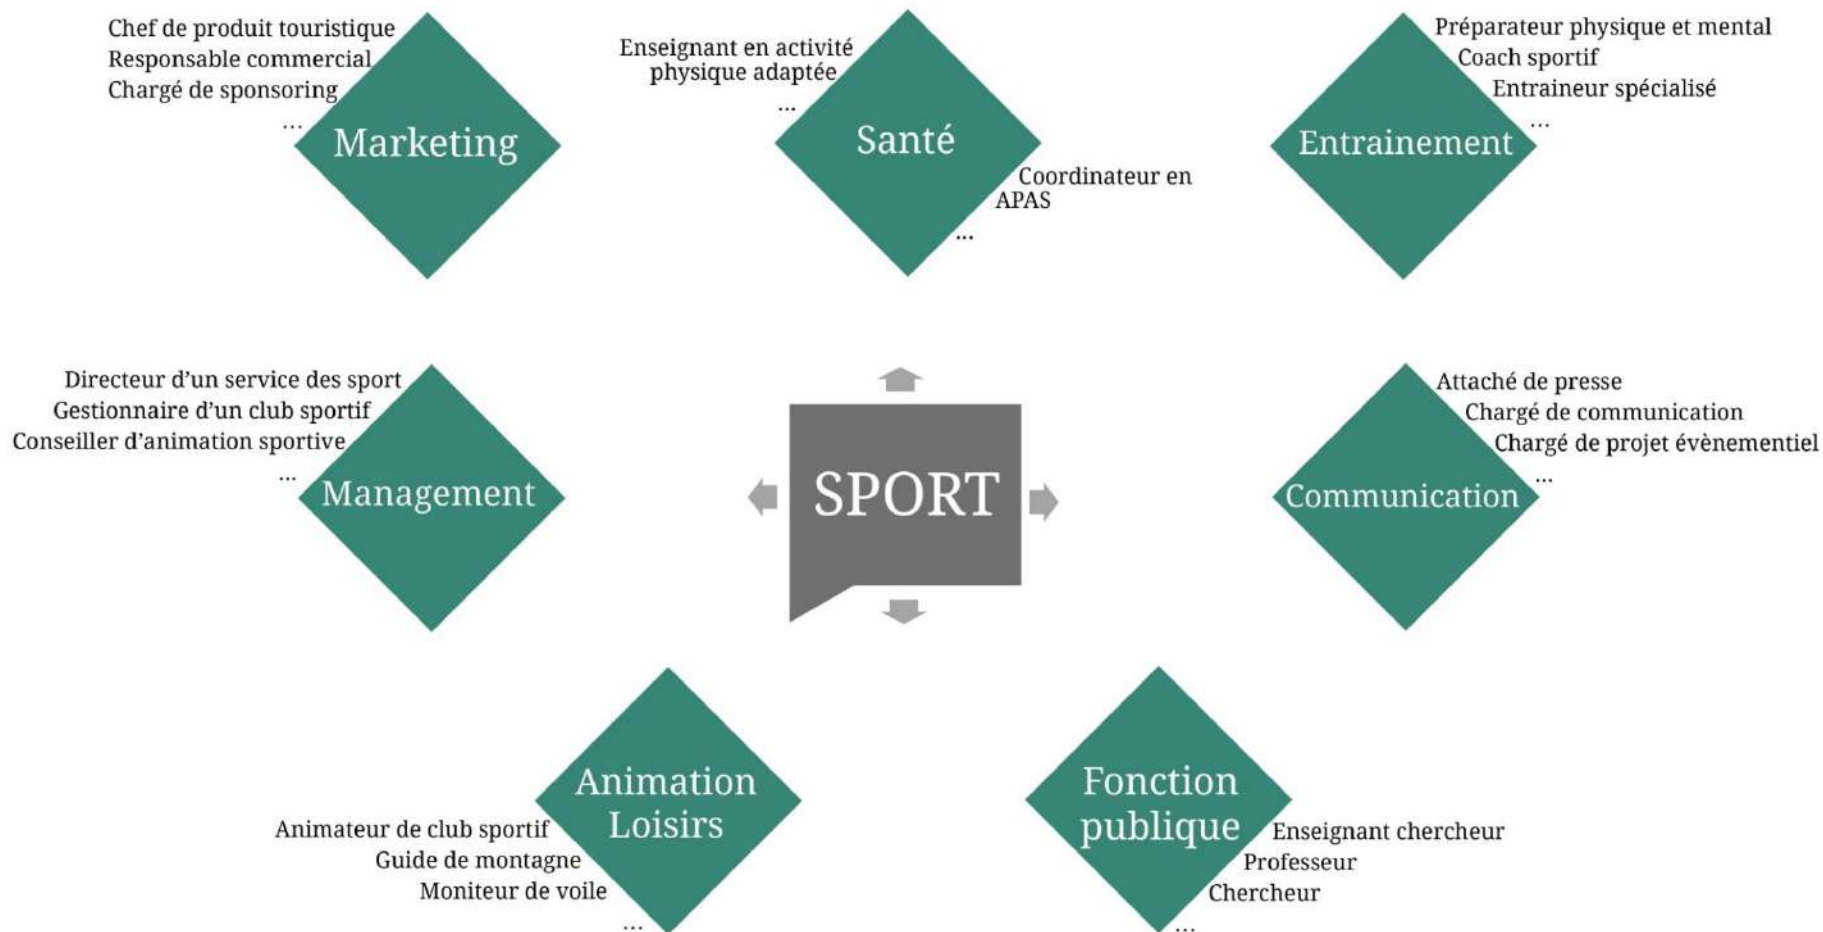 Chef de produit touristique
Responsable commercial
Chargé de sponsoring
...
Marketing
Enseignant en activité
physique adaptée
...
Santé
Coordinateur en
APAS
...
Préparateur physique et mental
Coach sportif
Entraineur spécialisé
...
Entrainement
Directeur d'un service des sport
Gestionnaire d'un club sportif
Conseiller d'animation sportive
...
Management
SPORT
Attaché de presse
Chargé de communication
Chargé de projet évènementiel
...
Communication
Animation
Loisirs
Animateur de club sportif
Guide de montagne
Moniteur de voile
...
Fonction
publique
Enseignant chercheur
Professeur
Chercheur
...